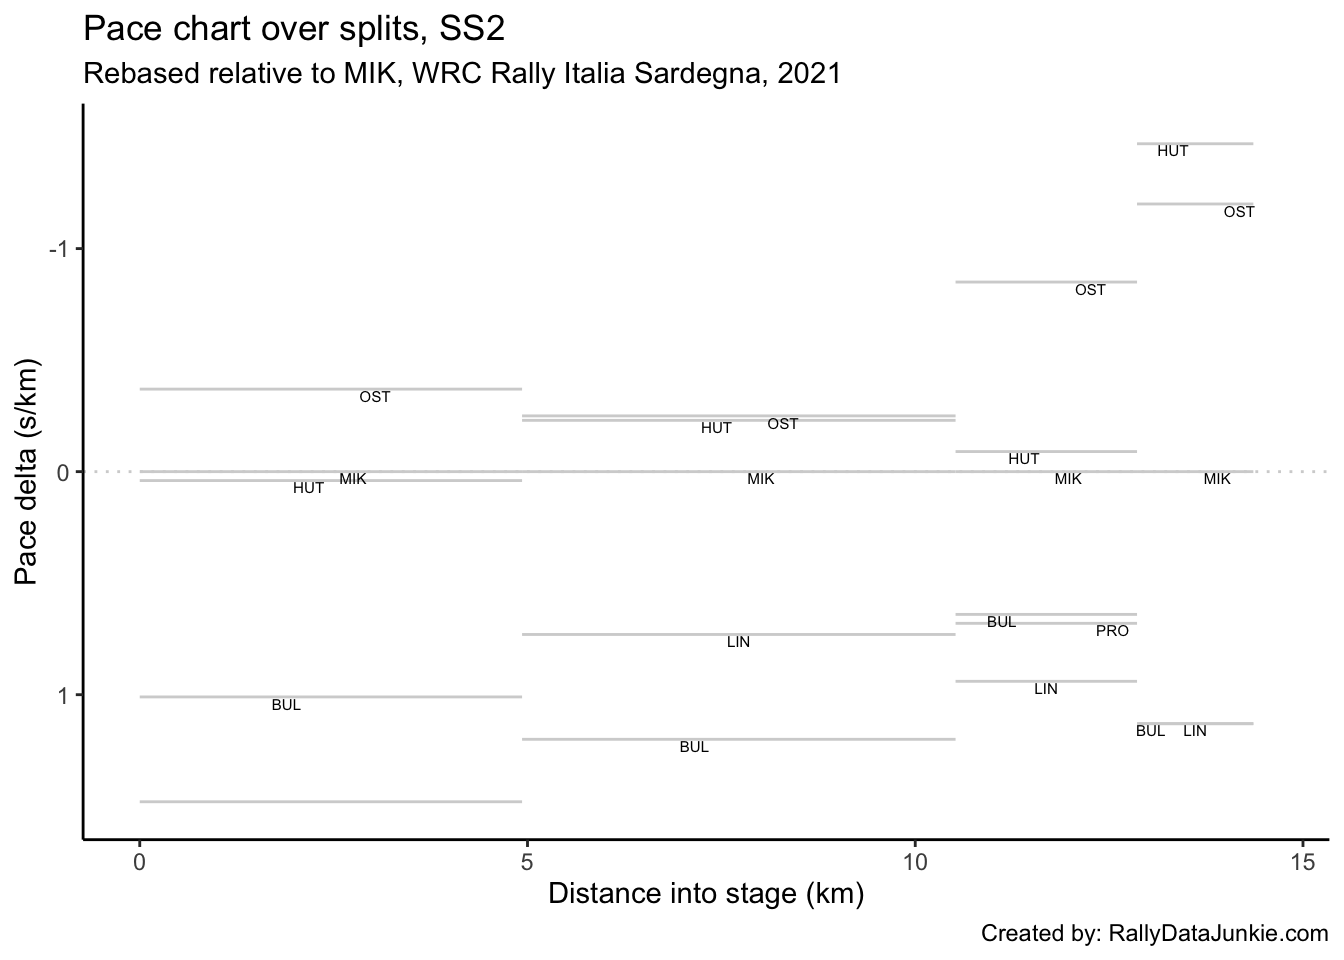 Pace chart over splits, SS2
Rebased relative to MIK, WRC Rally Italia Sardegna, 2021
HUT
OST
-1
OST
OST
HUT OST
HUT
0
MIK MIK MIK MIK
HUT
BUL
PRO
LIN
LIN
1
BUL
BUL LIN
BUL
0 5 10 15
Pace delta (s/km)
Distance into stage (km)
Created by: RallyDataJunkie.com